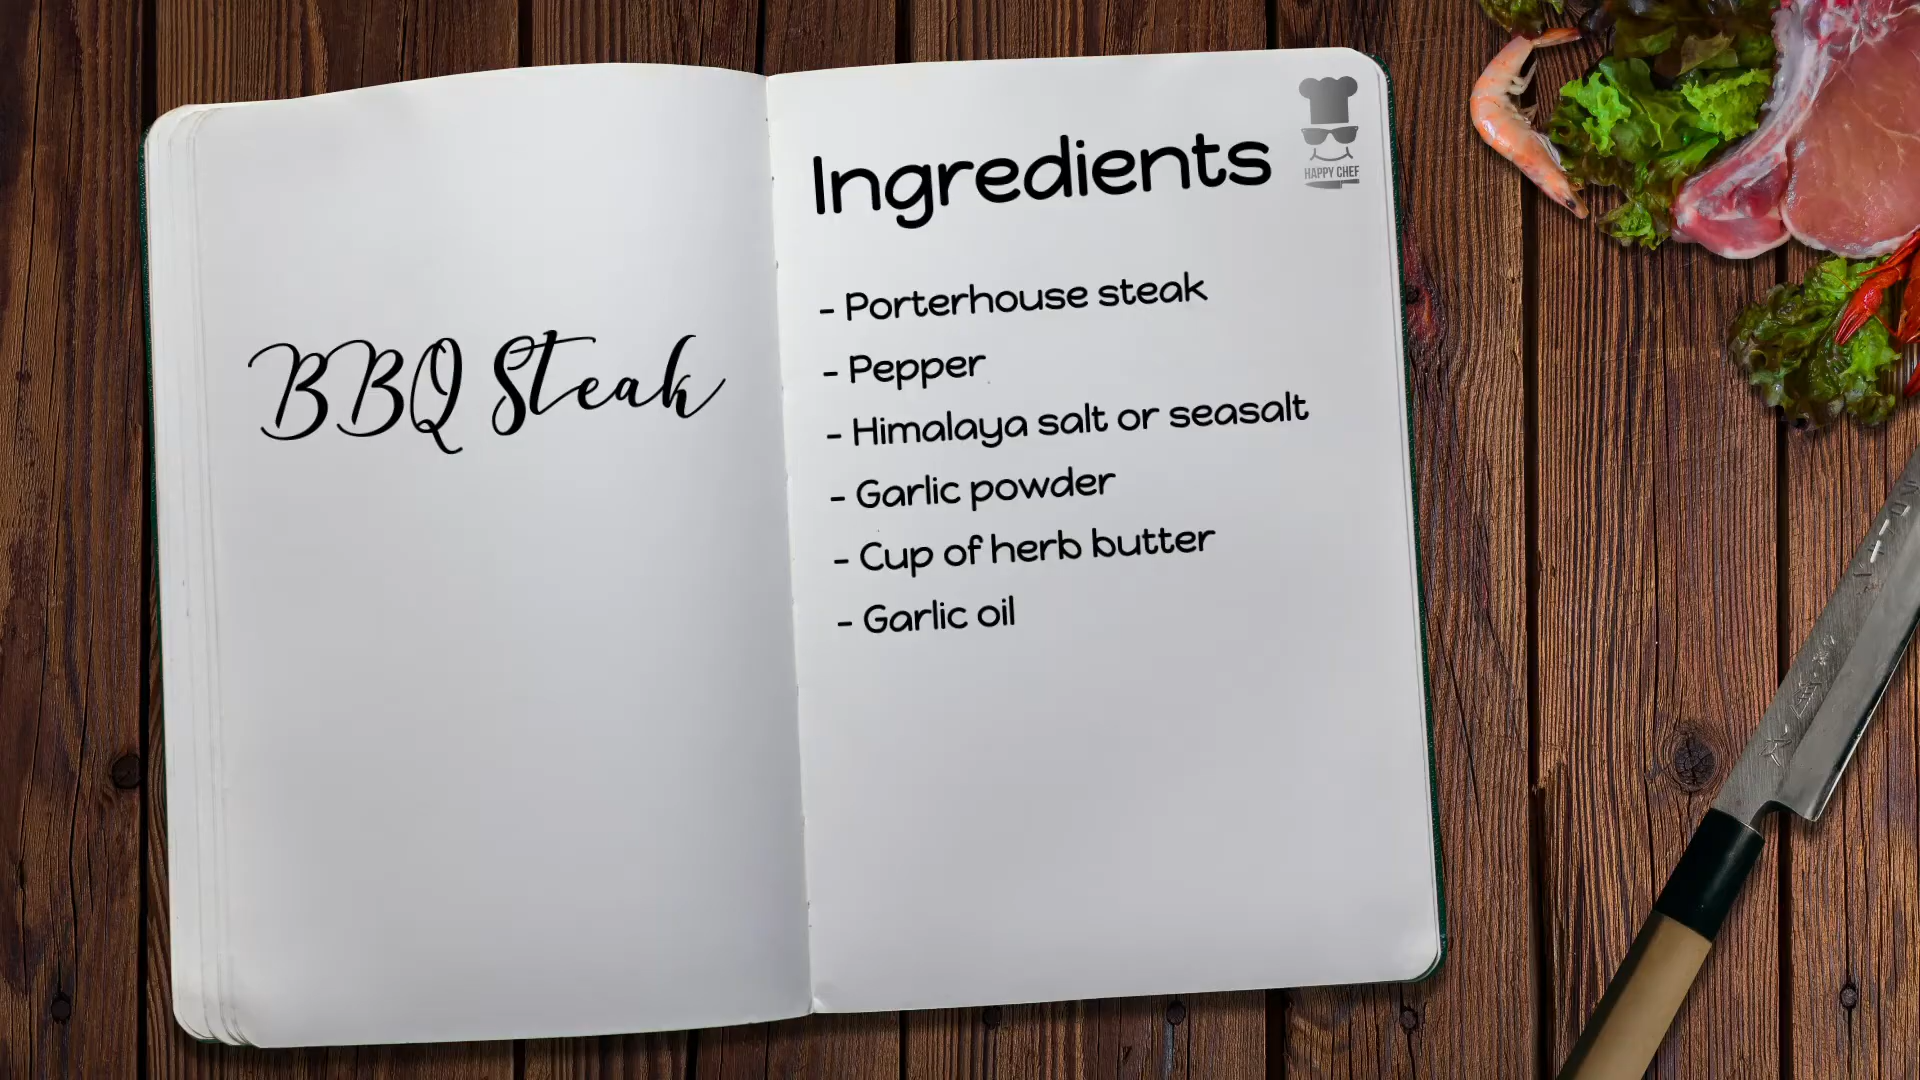 BBQ Steak
Ingredients
HAPPY CHEF
- Porterhouse steak
- Pepper
- Himalaya salt or seasalt
- Garlic powder
- Cup of herb butter
- Garlic oil